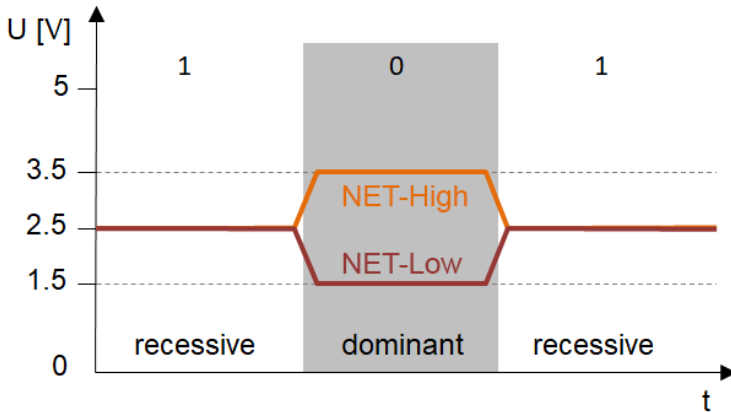 U [V]
1 0 1
5
3.5
NET-High
2.5
NET-Low
1.5
recessive dominant recessive
0
t